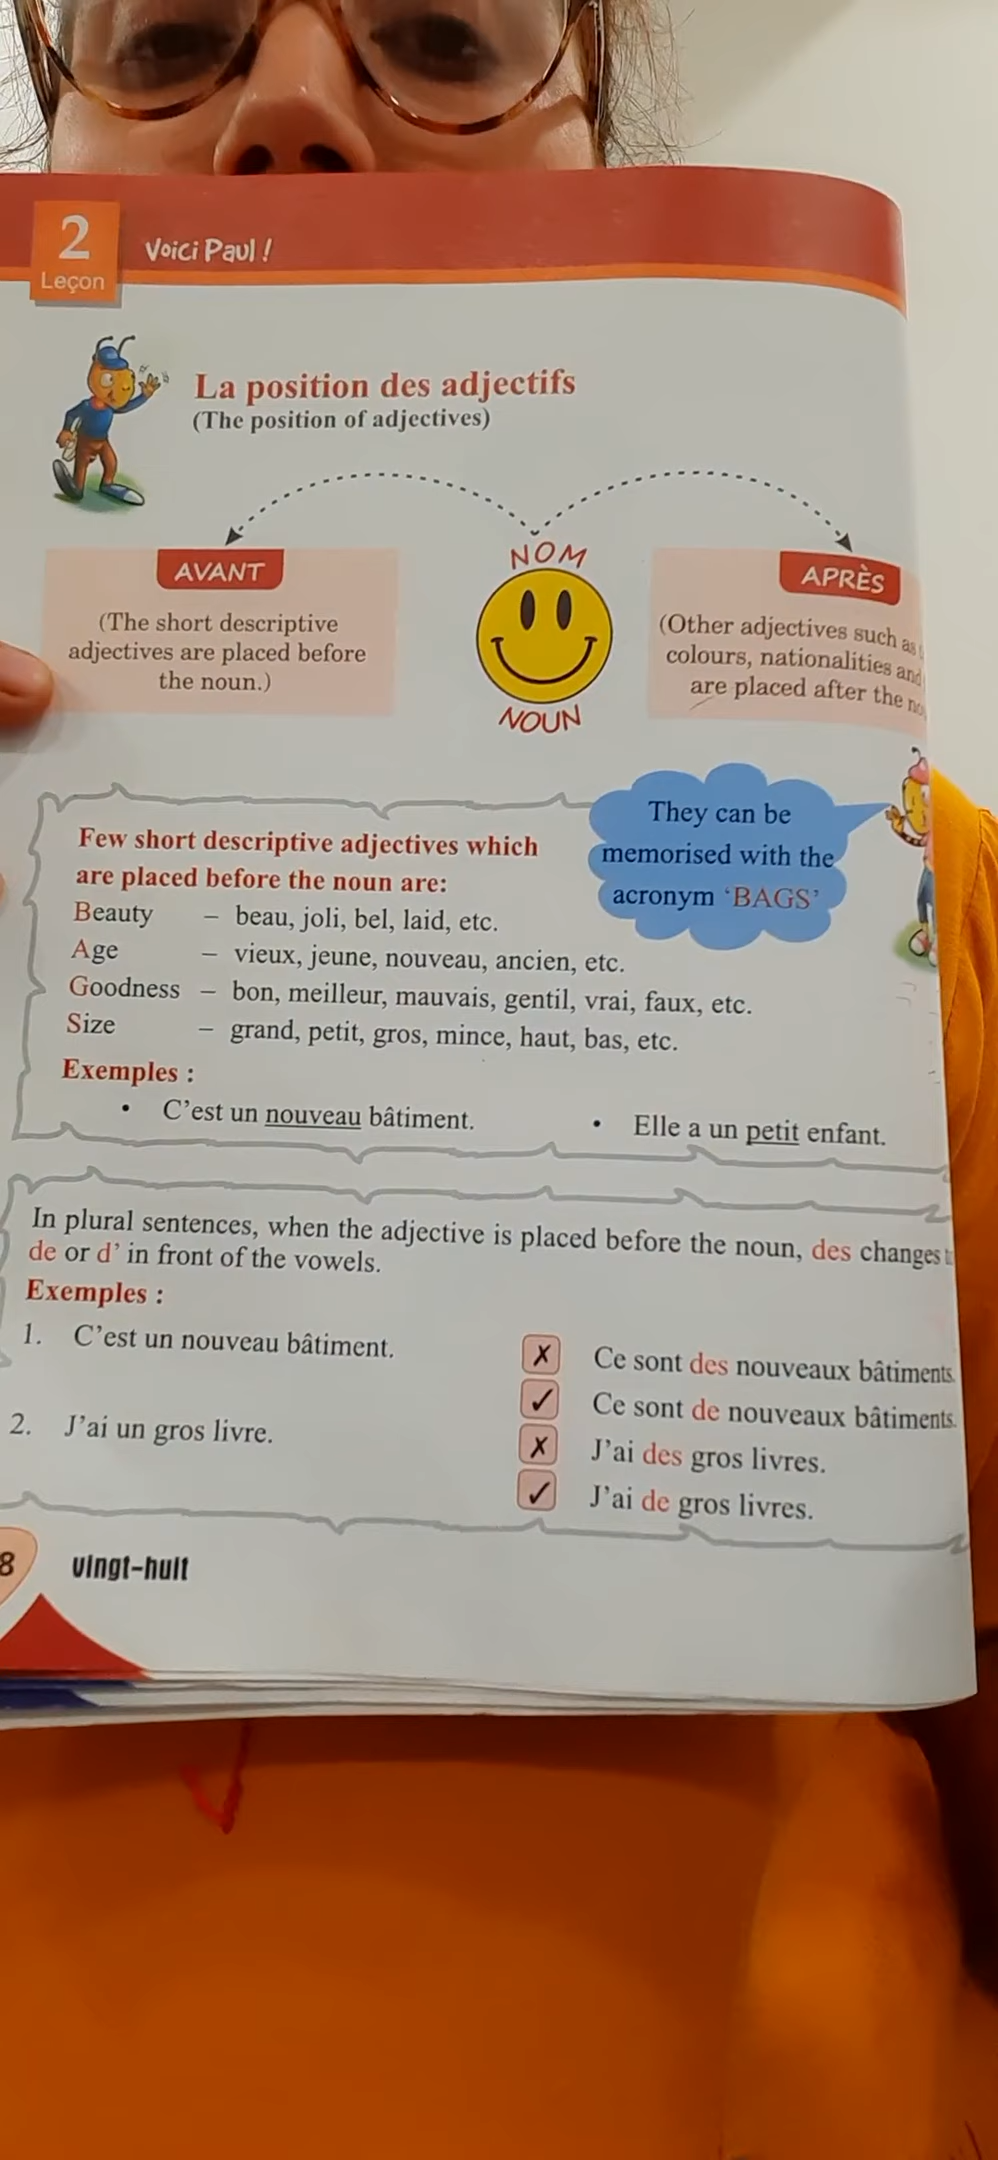 2
Leçon
Voici Paul !
La position des adjectifs
(The position of adjectives)
AVANT
(The short descriptive
adjectives are placed before
the noun.)
NOM
NOUN
APRÈS
(Other adjectives such as
colours, nationalities and
are placed after the
They can be
memorised with the
acronym ‘BAGS’
Few short descriptive adjectives which
are placed before the noun are:
Beauty – beau, joli, bel, laid, etc.
Age – vieux, jeune, nouveau, ancien, etc.
Goodness – bon, meilleur, mauvais, gentil, vrai, faux, etc.
Size – grand, petit, gros, mince, haut, bas, etc.
Exemples :
• C’est un nouveau bâtiment. • Elle a un petit enfant.
In plural sentences, when the adjective is placed before the noun, des changes
de or d’ in front of the vowels.
Exemples :
1. C’est un nouveau bâtiment. ✗ Ce sont des nouveaux bâtiments.
✓ Ce sont de nouveaux bâtiments.
2. J’ai un gros livre. ✗ J’ai des gros livres.
✓ J’ai de gros livres.
8 vingt-huit